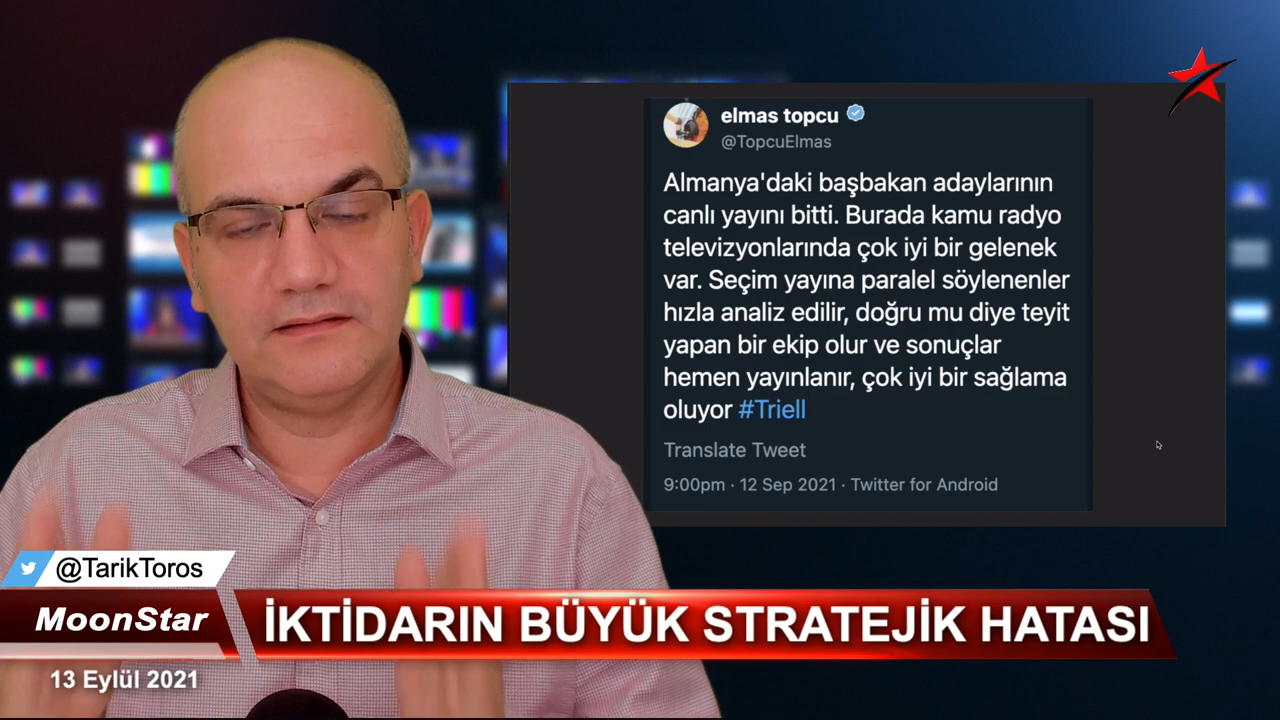 elmas topcu
@TopcuElmas
Almanya'daki başbakan adaylarının
canlı yayını bitti. Burada kamu radyo
televizyonlarında çok iyi bir gelenek
var. Seçim yayına paralel söylenenler
hızla analiz edilir, doğru mu diye teyit
yapan bir ekip olur ve sonuçlar
hemen yayınlanır, çok iyi bir sağlama
oluyor #Triell
Translate Tweet
9:00pm · 12 Sep 2021 · Twitter for Android
@TarikToros
MoonStar
İKTİDARIN BÜYÜK STRATEJİK HATASI
13 Eylül 2021